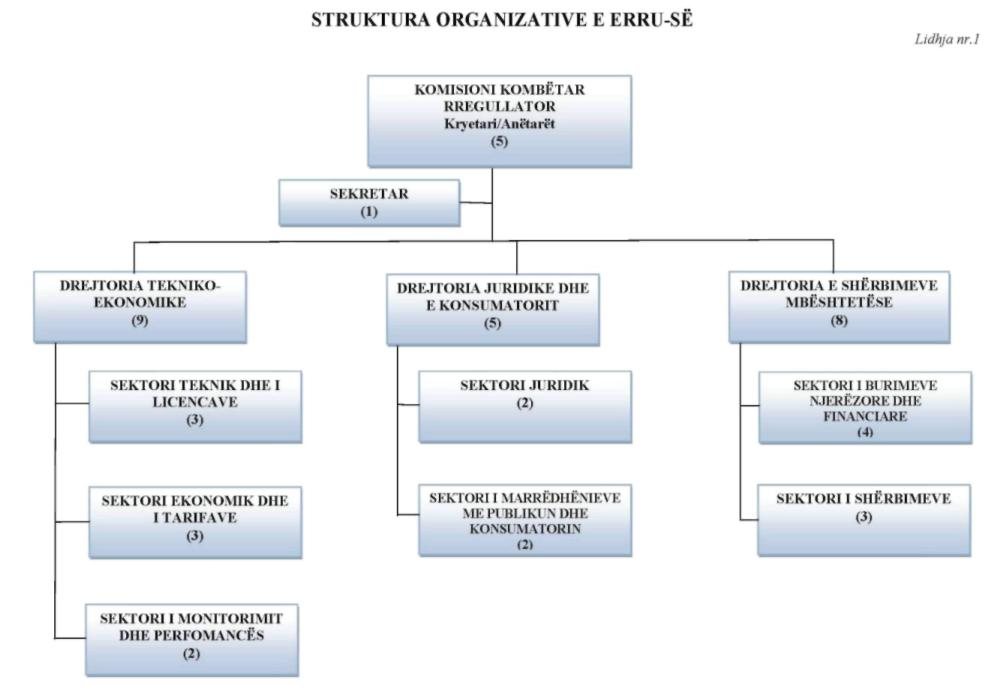 STRUKTURA ORGANIZATIVE E ERRU-SË
Lidhja nr.1
KOMISIONI KOMBËTAR
RREGULLATOR
Kryetari/Anëtarët
(5)
SEKRETAR
(1)
DREJTORIA TEKNIKO-
EKONOMIKE
(9)
DREJTORIA JURIDIKE DHE
E KONSUMATORIT
(5)
DREJTORIA E SHËRBIMEVE
MBËSHTETËSE
(8)
SEKTORI TEKNIK DHE I
LICENCAVE
(3)
SEKTORI JURIDIK
(2)
SEKTORI I BURIMEVE
NJERËZORE DHE
FINANCIARE
(4)
SEKTORI EKONOMIK DHE
I TARIFAVE
(3)
SEKTORI I MARRËDHËNIEVE
ME PUBLIKUN DHE
KONSUMATORIN
(2)
SEKTORI I SHËRBIMEVE
(3)
SEKTORI I MONITORIMIT
DHE PERFOMANCËS
(2)